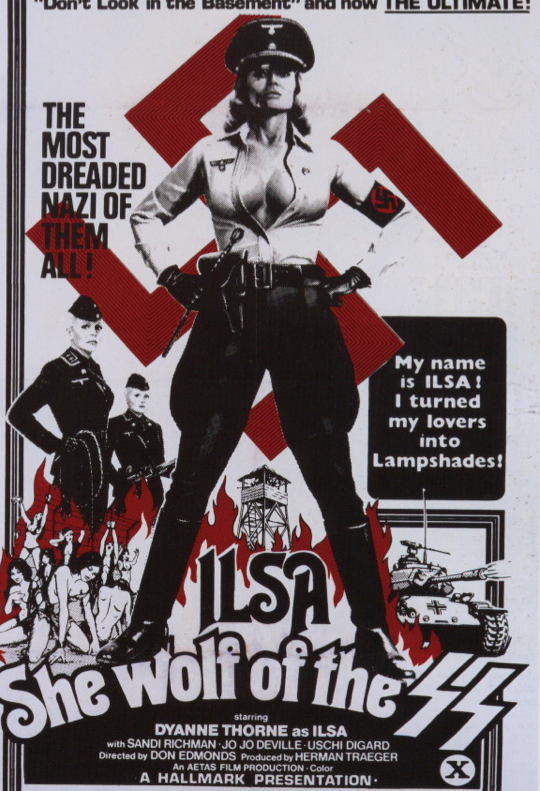 "Don't Look in the Basement" and now THE ULTIMATE!
THE
MOST
DREADED
NAZI OF
THEM
ALL!
My name
is ILSA!
I turned
my lovers
into
Lampshades!
ILSA
She wolf of the SS
starring
DYANNE THORNE as ILSA
with SANDI RICHMAN · JO JO DEVILLE · USCHI DIGARD
Directed by DON EDMONDS Produced by HERMAN TRAEGER
An AETAS FILM PRODUCTION · Color
· A HALLMARK PRESENTATION ·
X